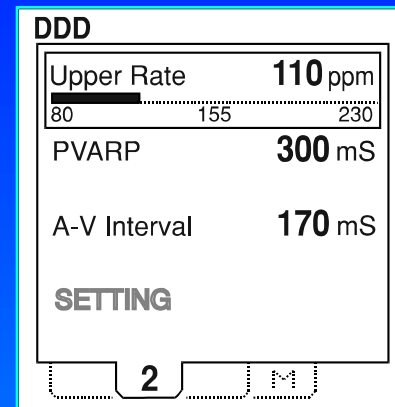 DDD
Upper Rate 110 ppm
80 155 230
PVARP 300 mS
A-V Interval 170 mS
SETTING
2 M